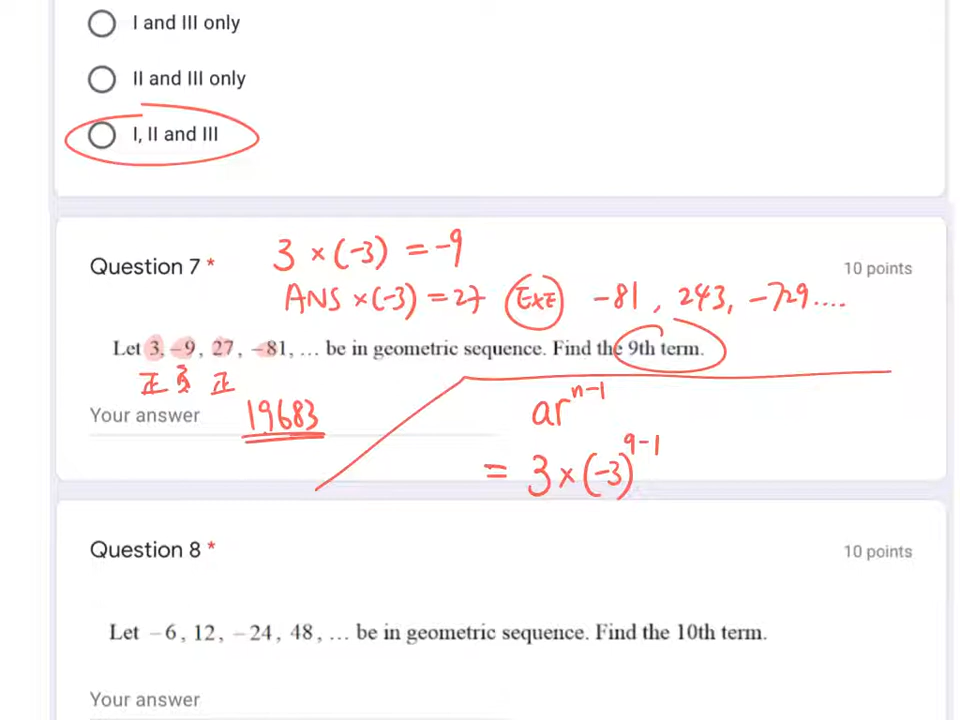 I and III only
II and III only
I, II and III
3 × (-3) = -9
Question 7 *
10 points
ANS × (-3) = 27 EXE -81, 243, -729....
Let 3, −9, 27, −81, … be in geometric sequence. Find the 9th term.
正 负 正
Your answer
19683
ar^{n-1}
= 3 × (-3)^{9-1}
Question 8 *
10 points
Let −6, 12, −24, 48, … be in geometric sequence. Find the 10th term.
Your answer